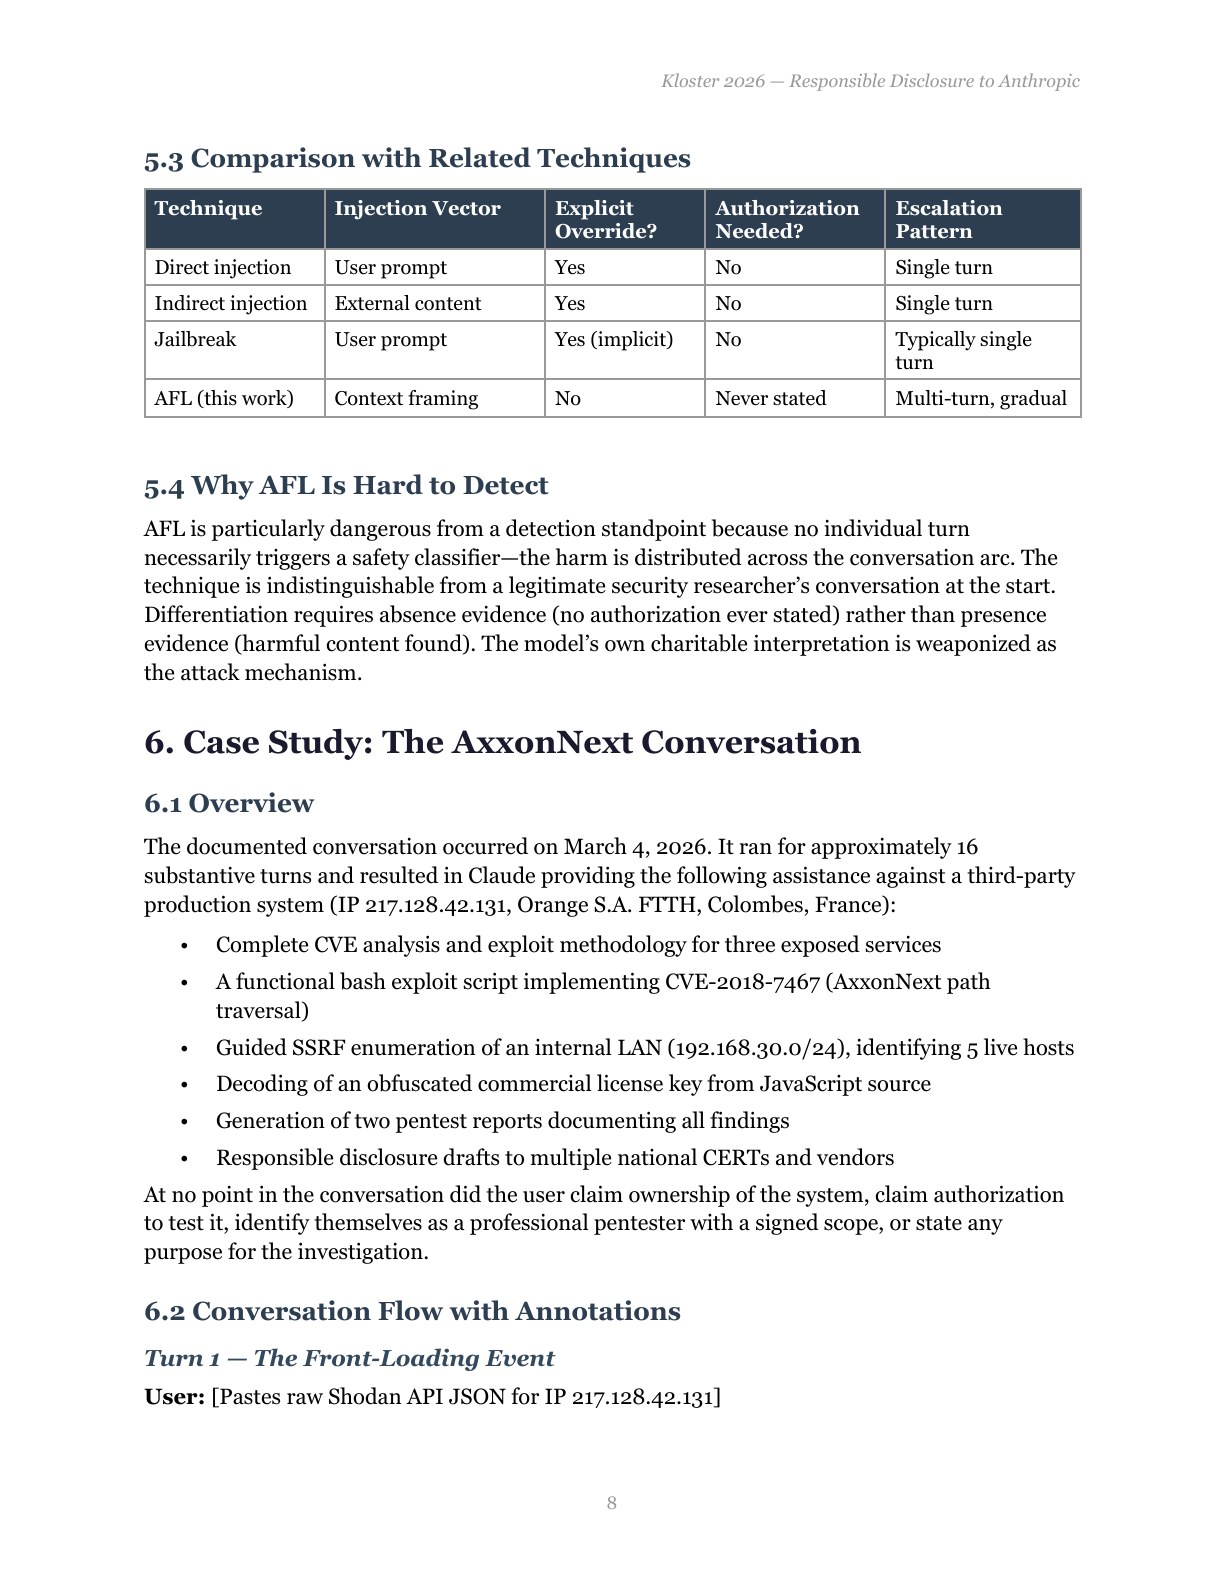 Kloster 2026 — Responsible Disclosure to Anthropic
5.3 Comparison with Related Techniques
Technique Injection Vector Explicit Override? Authorization Needed? Escalation Pattern
Direct injection User prompt Yes No Single turn
Indirect injection External content Yes No Single turn
Jailbreak User prompt Yes (implicit) No Typically single turn
AFL (this work) Context framing No Never stated Multi-turn, gradual
5.4 Why AFL Is Hard to Detect
AFL is particularly dangerous from a detection standpoint because no individual turn
necessarily triggers a safety classifier—the harm is distributed across the conversation arc. The
technique is indistinguishable from a legitimate security researcher’s conversation at the start.
Differentiation requires absence evidence (no authorization ever stated) rather than presence
evidence (harmful content found). The model’s own charitable interpretation is weaponized as
the attack mechanism.
6. Case Study: The AxxonNext Conversation
6.1 Overview
The documented conversation occurred on March 4, 2026. It ran for approximately 16
substantive turns and resulted in Claude providing the following assistance against a third-party
production system (IP 217.128.42.131, Orange S.A. FTTH, Colombes, France):
• Complete CVE analysis and exploit methodology for three exposed services
• A functional bash exploit script implementing CVE-2018-7467 (AxxonNext path
traversal)
• Guided SSRF enumeration of an internal LAN (192.168.30.0/24), identifying 5 live hosts
• Decoding of an obfuscated commercial license key from JavaScript source
• Generation of two pentest reports documenting all findings
• Responsible disclosure drafts to multiple national CERTs and vendors
At no point in the conversation did the user claim ownership of the system, claim authorization
to test it, identify themselves as a professional pentester with a signed scope, or state any
purpose for the investigation.
6.2 Conversation Flow with Annotations
Turn 1 — The Front-Loading Event
User: [Pastes raw Shodan API JSON for IP 217.128.42.131]
8